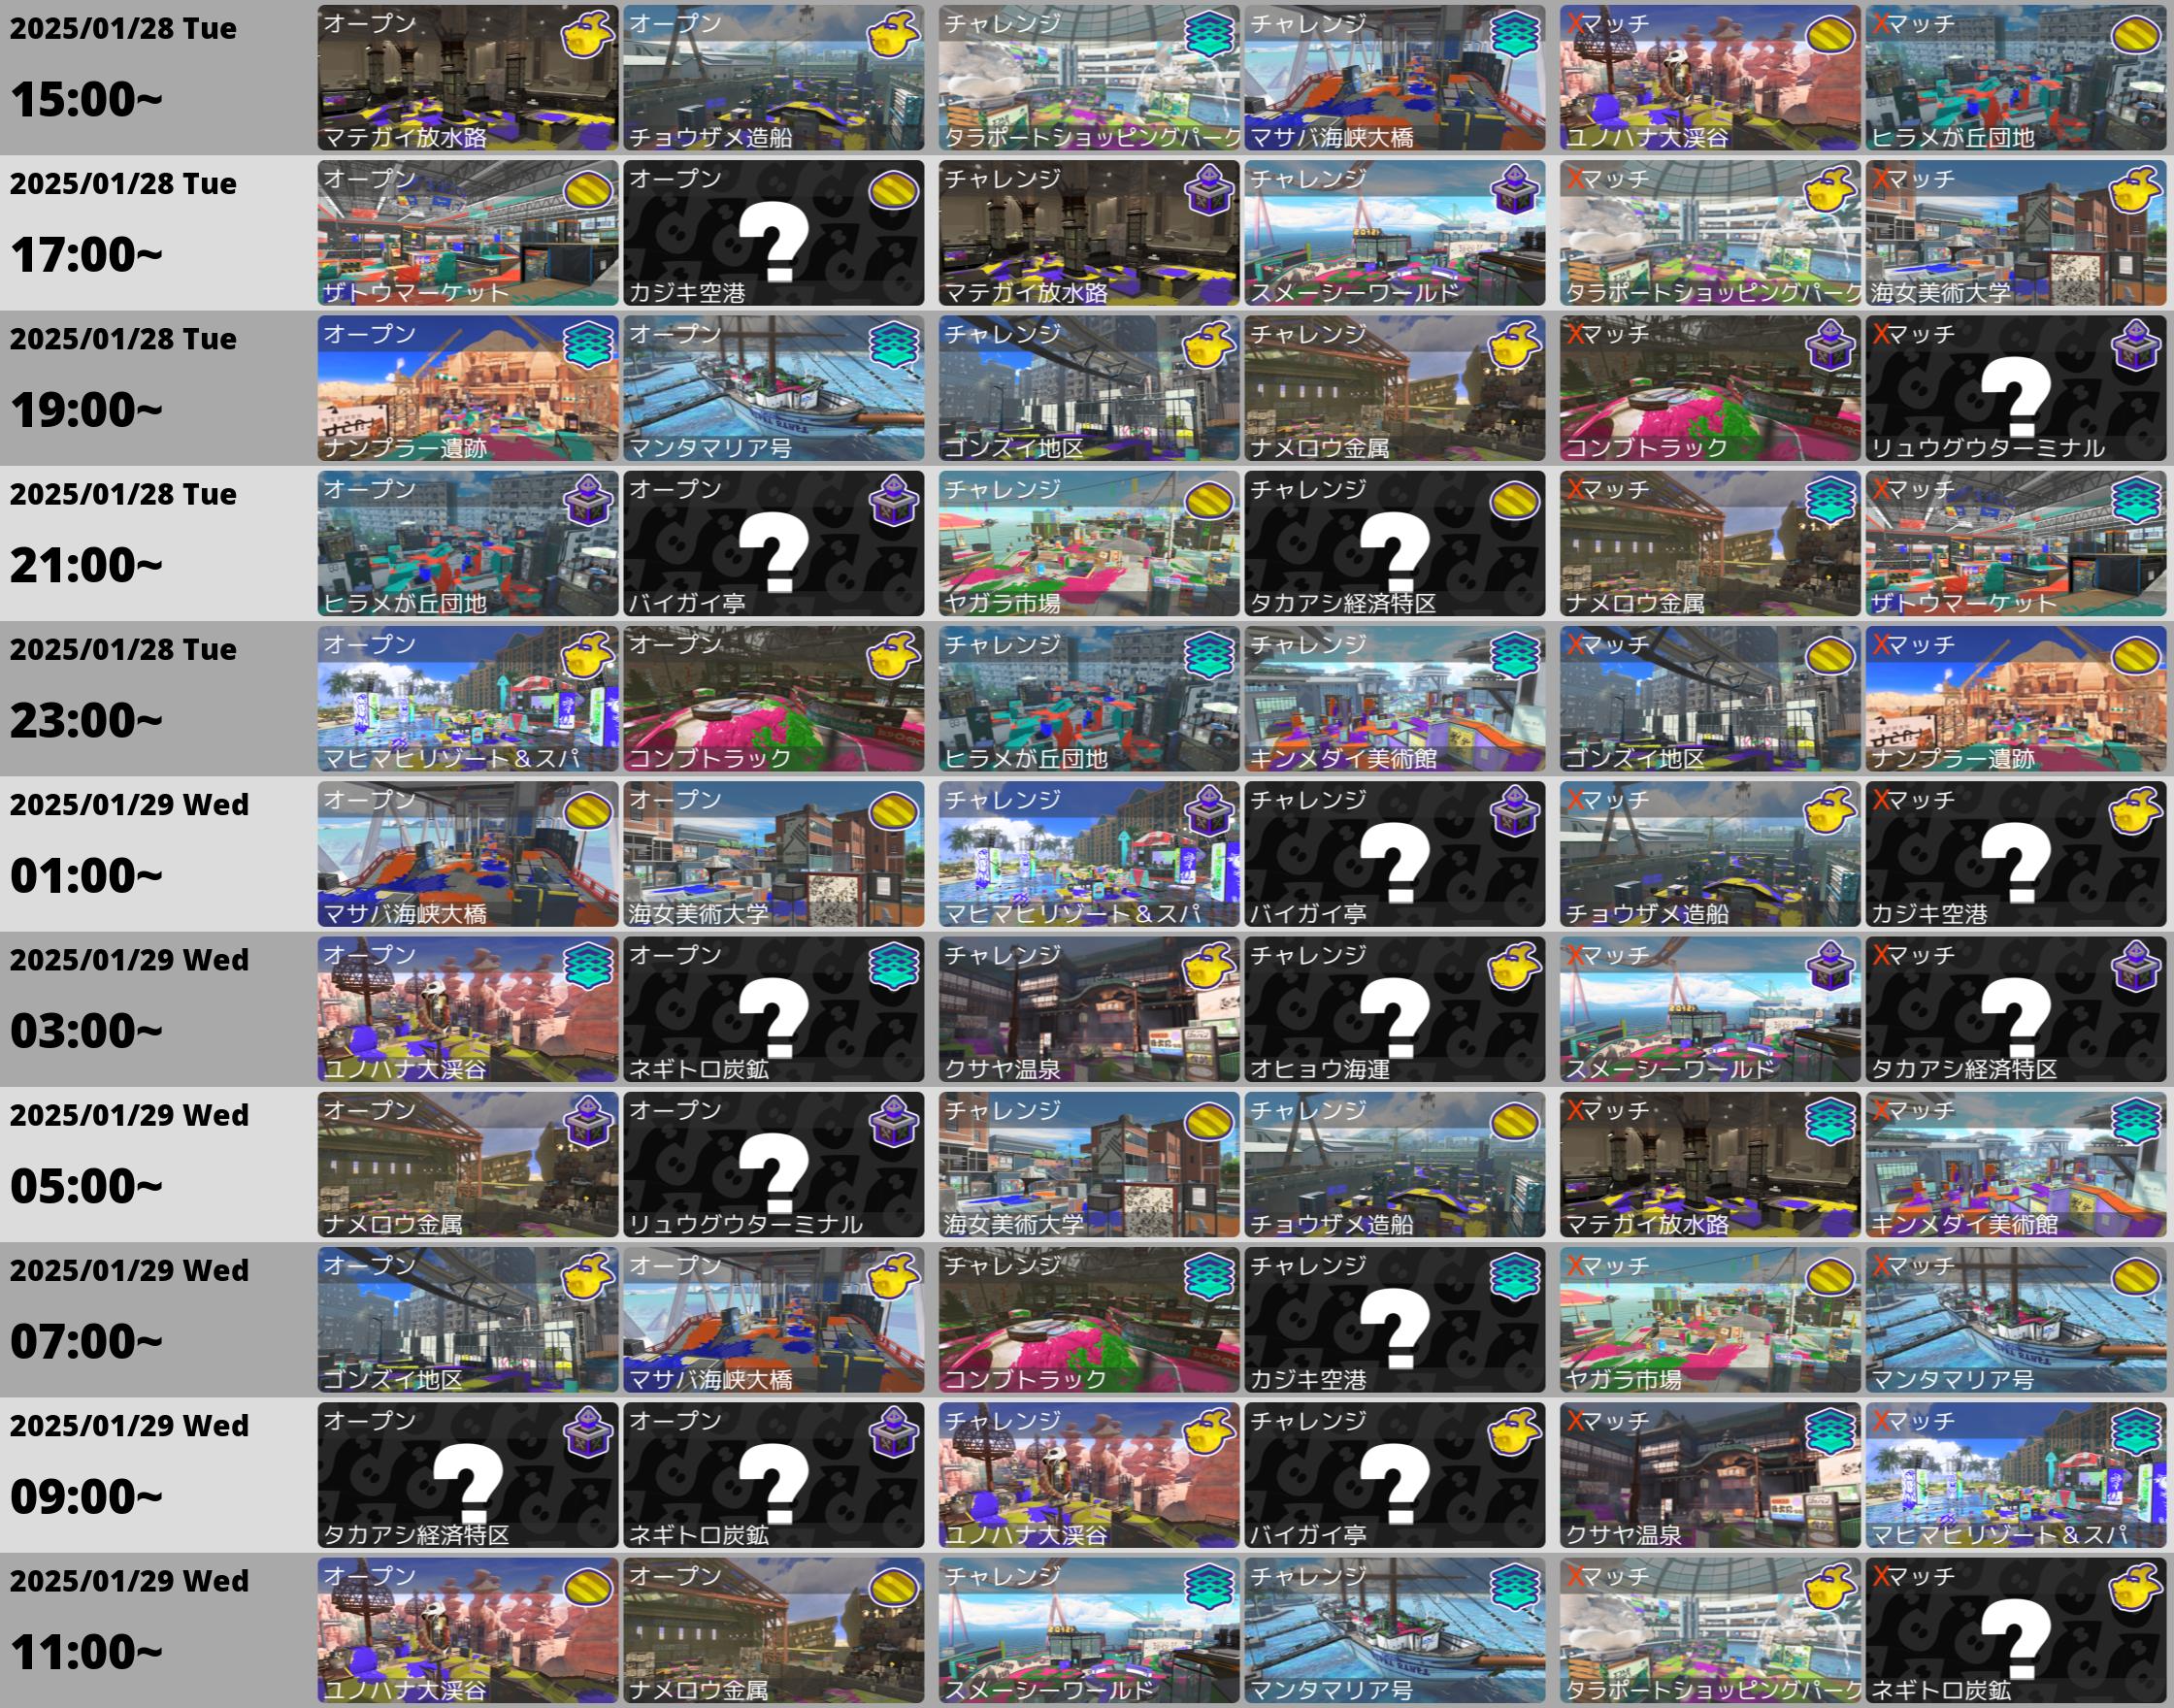 2025/01/28 Tue
15:00~
オープン
マテガイ放水路
オープン
チョウザメ造船
チャレンジ
タラポートショッピングパーク
チャレンジ
マサバ海峡大橋
Xマッチ
ユノハナ大渓谷
Xマッチ
ヒラメが丘団地
2025/01/28 Tue
17:00~
オープン
ザトウマーケット
オープン
?
カジキ空港
チャレンジ
マテガイ放水路
チャレンジ
スメーシーワールド
Xマッチ
タラポートショッピングパーク
Xマッチ
海女美術大学
2025/01/28 Tue
19:00~
オープン
ナンプラー遺跡
オープン
マンタマリア号
チャレンジ
ゴンズイ地区
チャレンジ
ナメロウ金属
Xマッチ
コンブトラック
Xマッチ
?
リュウグウターミナル
2025/01/28 Tue
21:00~
オープン
ヒラメが丘団地
オープン
?
バイガイ亭
チャレンジ
ヤガラ市場
チャレンジ
?
タカアシ経済特区
Xマッチ
ナメロウ金属
Xマッチ
ザトウマーケット
2025/01/28 Tue
23:00~
オープン
マヒマヒリゾート＆スパ
オープン
コンブトラック
チャレンジ
ヒラメが丘団地
チャレンジ
キンメダイ美術館
Xマッチ
ゴンズイ地区
Xマッチ
ナンプラー遺跡
2025/01/29 Wed
01:00~
オープン
マサバ海峡大橋
オープン
海女美術大学
チャレンジ
マヒマヒリゾート＆スパ
チャレンジ
?
バイガイ亭
Xマッチ
チョウザメ造船
Xマッチ
?
カジキ空港
2025/01/29 Wed
03:00~
オープン
ユノハナ大渓谷
オープン
?
ネギトロ炭鉱
チャレンジ
クサヤ温泉
チャレンジ
?
オヒョウ海運
Xマッチ
スメーシーワールド
Xマッチ
?
タカアシ経済特区
2025/01/29 Wed
05:00~
オープン
ナメロウ金属
オープン
?
リュウグウターミナル
チャレンジ
海女美術大学
チャレンジ
チョウザメ造船
Xマッチ
マテガイ放水路
Xマッチ
キンメダイ美術館
2025/01/29 Wed
07:00~
オープン
ゴンズイ地区
オープン
マサバ海峡大橋
チャレンジ
コンブトラック
チャレンジ
?
カジキ空港
Xマッチ
ヤガラ市場
Xマッチ
マンタマリア号
2025/01/29 Wed
09:00~
オープン
?
タカアシ経済特区
オープン
?
ネギトロ炭鉱
チャレンジ
ユノハナ大渓谷
チャレンジ
?
バイガイ亭
Xマッチ
クサヤ温泉
Xマッチ
マヒマヒリゾート＆スパ
2025/01/29 Wed
11:00~
オープン
ユノハナ大渓谷
オープン
ナメロウ金属
チャレンジ
スメーシーワールド
チャレンジ
マンタマリア号
Xマッチ
タラポートショッピングパーク
Xマッチ
?
ネギトロ炭鉱